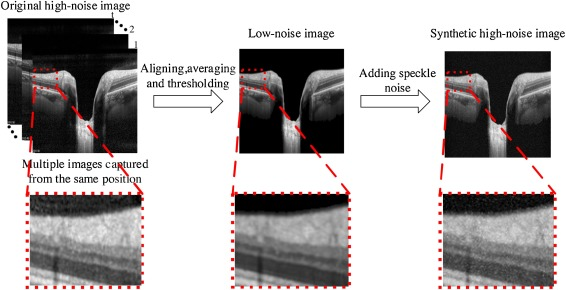 Original high-noise image
1
2
1
Low-noise image
Synthetic high-noise image
Aligning,averaging
and thresholding
Adding speckle
noise
Multiple images captured
from the same position